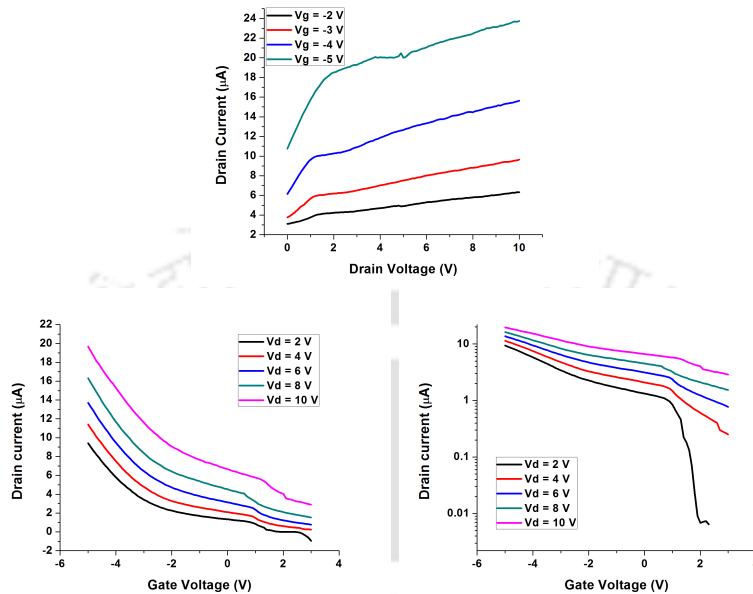 24
22
20
18
16
14
12
10
8
6
4
2
Drain Current (μA)
Vg = -2 V
Vg = -3 V
Vg = -4 V
Vg = -5 V
0 2 4 6 8 10
Drain Voltage (V)
22
20
18
16
14
12
10
8
6
4
2
0
-2
Drain current (μA)
Vd = 2 V
Vd = 4 V
Vd = 6 V
Vd = 8 V
Vd = 10 V
-6 -4 -2 0 2 4
Gate Voltage (V)
10
1
0.1
0.01
Drain current (μA)
Vd = 2 V
Vd = 4 V
Vd = 6 V
Vd = 8 V
Vd = 10 V
-6 -4 -2 0 2 4
Gate Voltage (V)